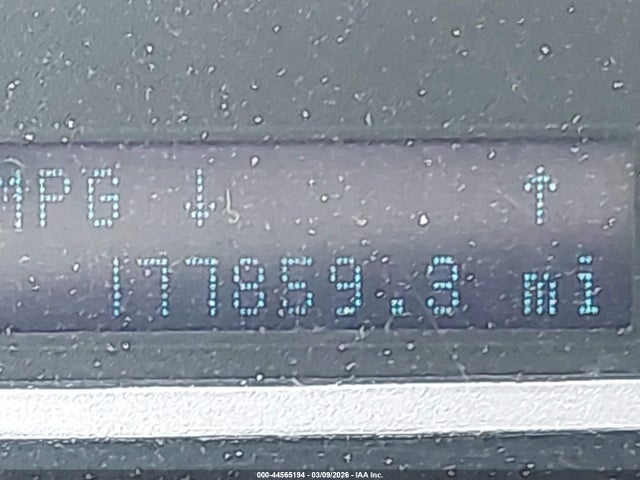 MPG ↓ ↑
177859.3 mi
000-44565194 - 03/09/2026 - IAA Inc.